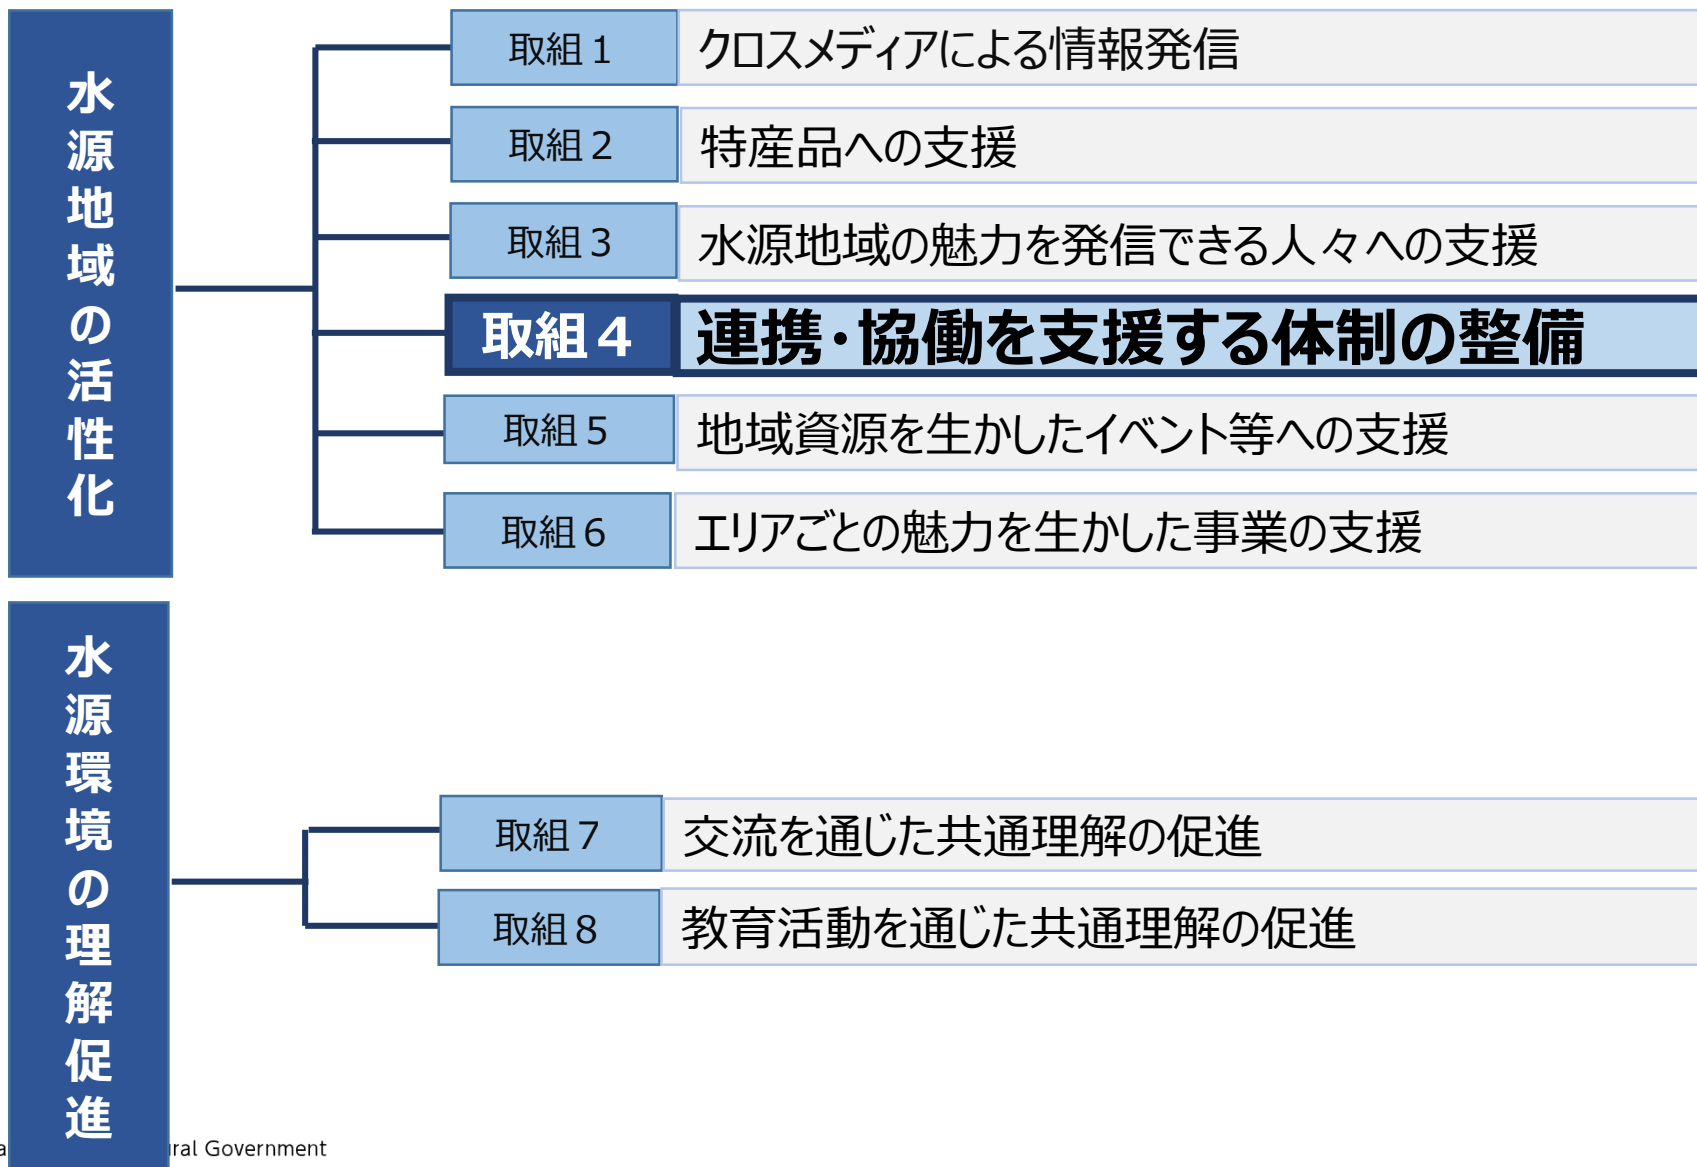 水源地域の活性化
取組１ クロスメディアによる情報発信
取組２ 特産品への支援
取組３ 水源地域の魅力を発信できる人々への支援
取組４ 連携・協働を支援する体制の整備
取組５ 地域資源を生かしたイベント等への支援
取組６ エリアごとの魅力を生かした事業の支援
水源環境の理解促進
取組７ 交流を通じた共通理解の促進
取組８ 教育活動を通じた共通理解の促進
Government